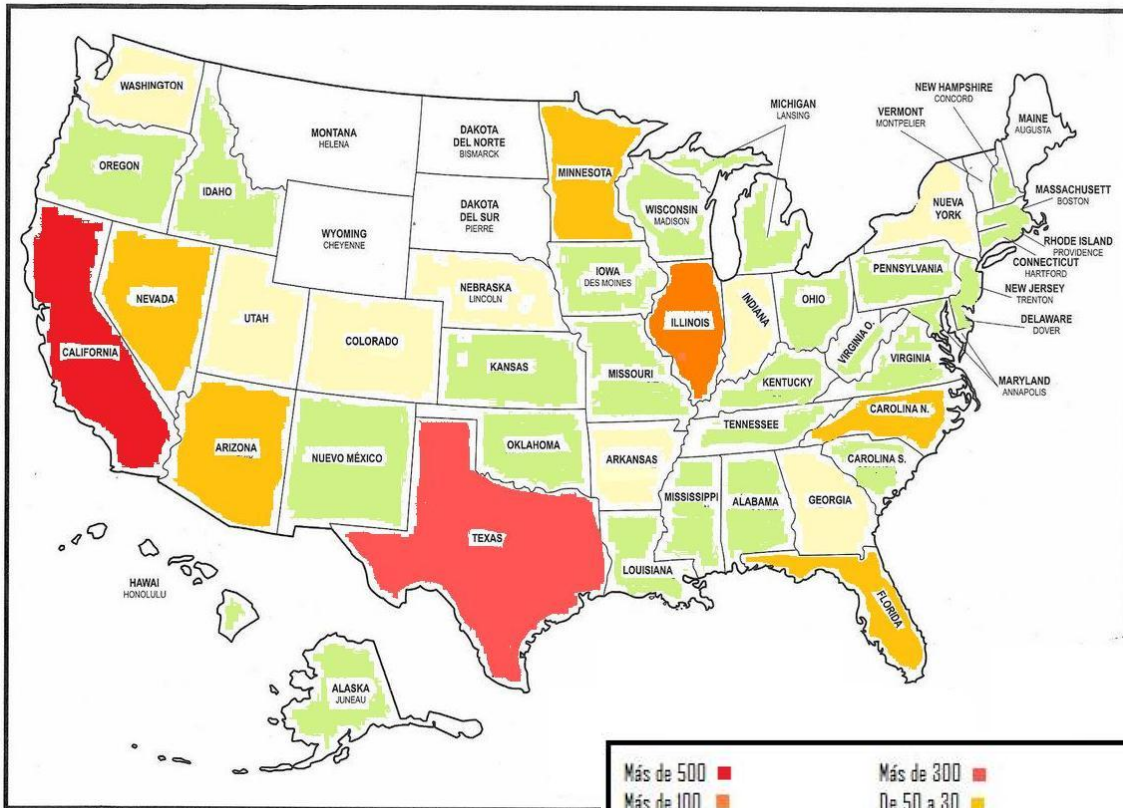 WASHINGTON
OREGON
IDAHO
MONTANA
HELENA
WYOMING
CHEYENNE
DAKOTA
DEL NORTE
BISMARCK
DAKOTA
DEL SUR
PIERRE
MINNESOTA
WISCONSIN
MADISON
MICHIGAN
LANSING
NEW HAMPSHIRE
CONCORD
VERMONT
MONTPELIER
MAINE
AUGUSTA
NUEVA
YORK
MASSACHUSETT
BOSTON
RHODE ISLAND
PROVIDENCE
CONNECTICUT
HARTFORD
NEW JERSEY
TRENTON
DELAWARE
DOVER
MARYLAND
ANNAPOLIS
PENNSYLVANIA
OHIO
INDIANA
ILLINOIS
IOWA
DES MOINES
NEBRASKA
LINCOLN
NEVADA
UTAH
COLORADO
CALIFORNIA
KANSAS
MISSOURI
KENTUCKY
VIRGINIA O.
VIRGINIA
CAROLINA N.
TENNESSEE
CAROLINA S.
ARIZONA
NUEVO MÉXICO
OKLAHOMA
ARKANSAS
MISSISSIPPI
ALABAMA
GEORGIA
TEXAS
LOUISIANA
FLORIDA
HAWAI
HONOLULU
ALASKA
JUNEAU
Más de 500
Más de 300
Más de 100
De 50 a 30